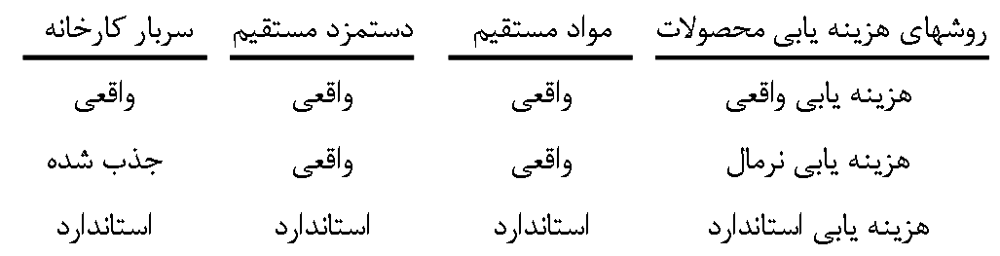 روشهای هزینه یابی محصولات مواد مستقیم دستمزد مستقیم سربار کارخانه
هزینه یابی واقعی واقعی واقعی واقعی
هزینه یابی نرمال واقعی واقعی جذب شده
هزینه یابی استاندارد استاندارد استاندارد استاندارد